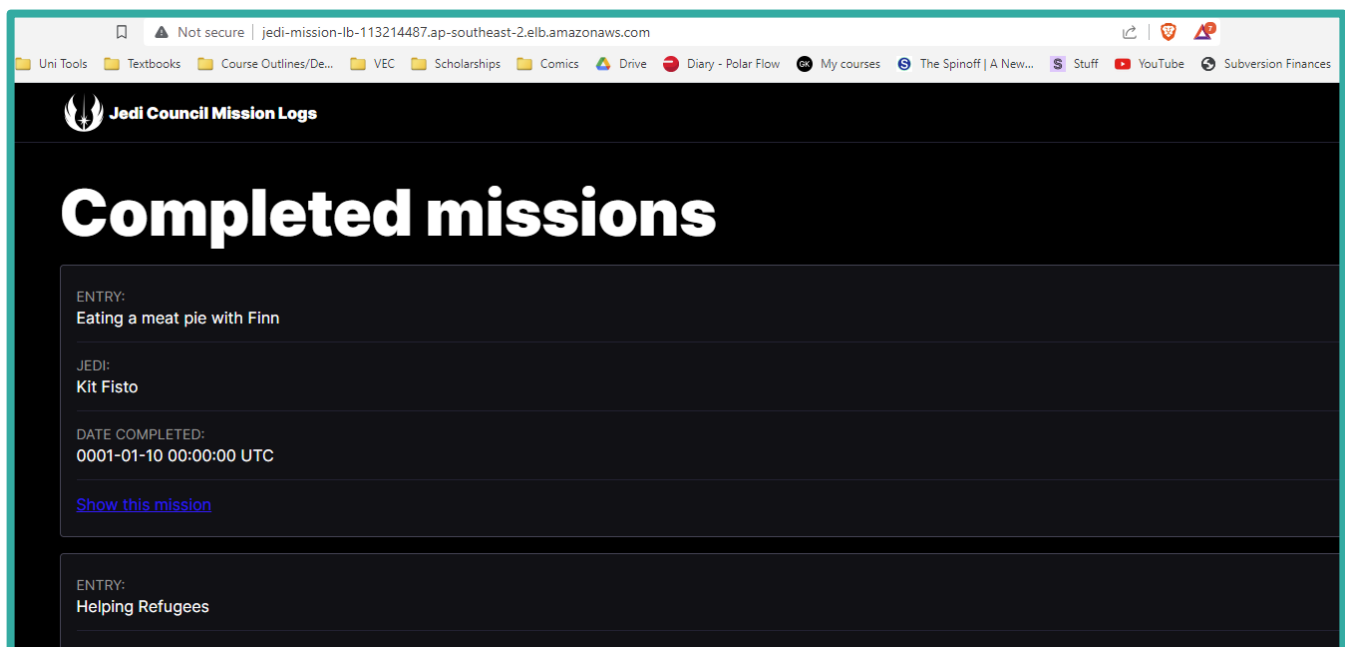 Not secure | jedi-mission-lb-113214487.ap-southeast-2.elb.amazonaws.com
Uni Tools Textbooks Course Outlines/De... VEC Scholarships Comics Drive Diary - Polar Flow GK My courses S The Spinoff | A New... S Stuff YouTube Subversion Finances
Jedi Council Mission Logs
Completed missions
ENTRY:
Eating a meat pie with Finn
JEDI:
Kit Fisto
DATE COMPLETED:
0001-01-10 00:00:00 UTC
Show this mission
ENTRY:
Helping Refugees